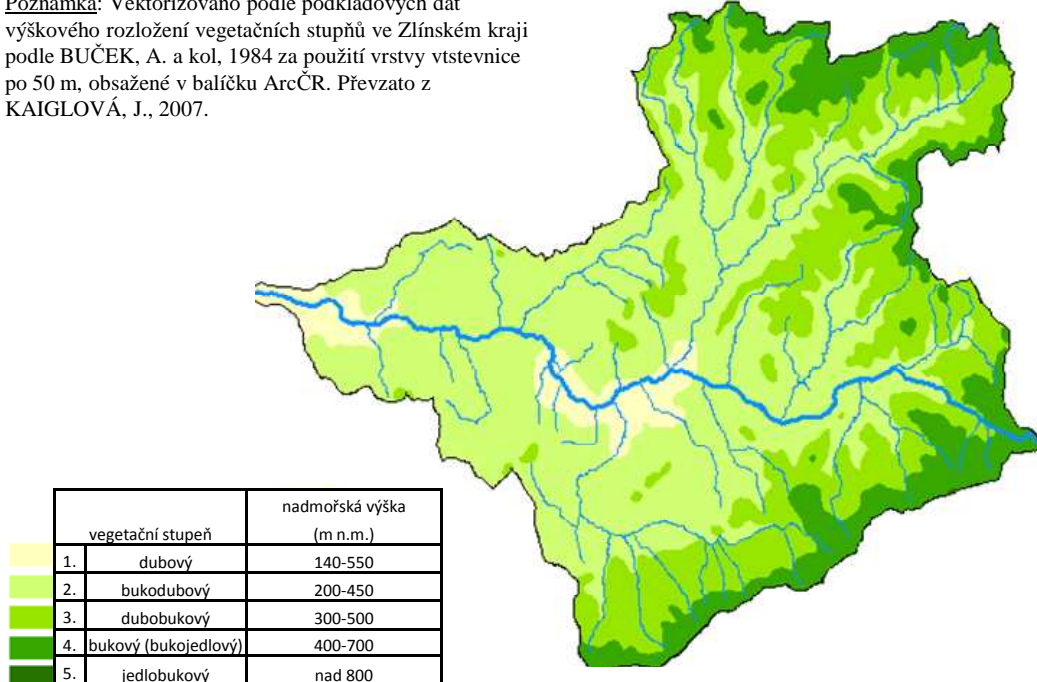 Poznámka: Vektorizováno podle podkladových dat
výškového rozložení vegetačních stupňů ve Zlínském kraji
podle BUČEK, A. a kol, 1984 za použití vrstvy vtstevnice
po 50 m, obsažené v balíčku ArcČR. Převzato z
KAIGLOVÁ, J., 2007.
vegetační stupeň nadmořská výška
(m n.m.)
1. dubový 140-550
2. bukodubový 200-450
3. dubobukový 300-500
4. bukový (bukojedlový) 400-700
5. jedlobukový nad 800